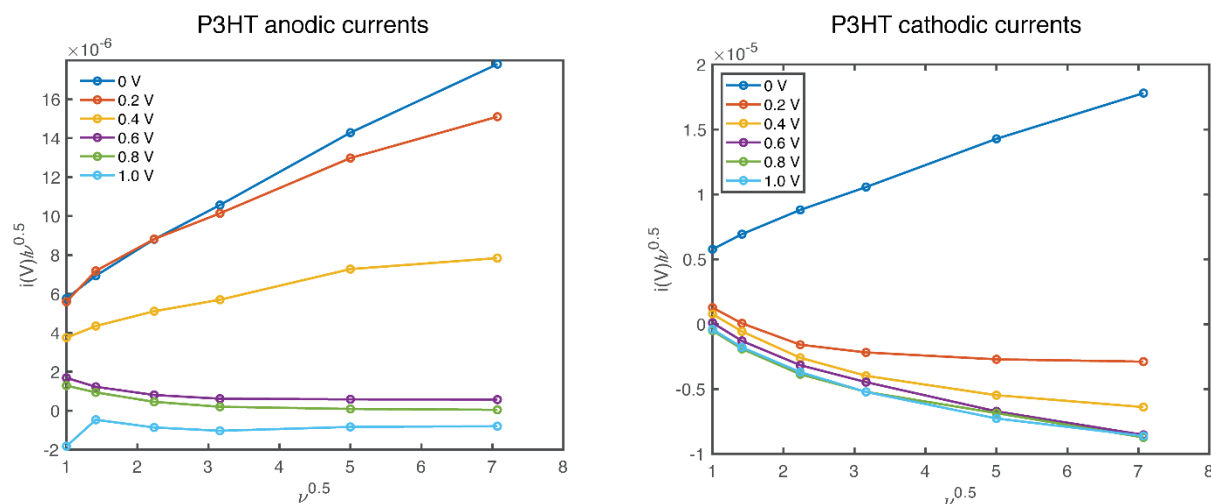 P3HT anodic currents
×10⁻⁶
16
14
12
10
8
6
4
2
0
-2
0 V
0.2 V
0.4 V
0.6 V
0.8 V
1.0 V
i(V)/ν^0.5
1 2 3 4 5 6 7 8
ν^0.5
P3HT cathodic currents
×10⁻⁵
2
1.5
1
0.5
0
-0.5
-1
0 V
0.2 V
0.4 V
0.6 V
0.8 V
1.0 V
i(V)/ν^0.5
1 2 3 4 5 6 7 8
ν^0.5